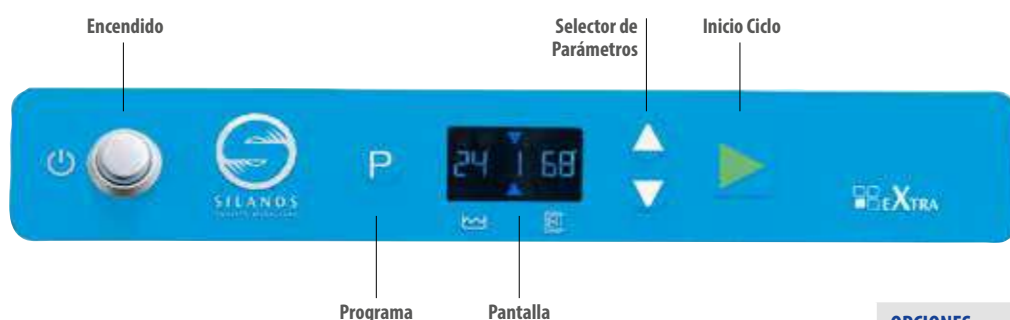 Encendido
Selector de
Parámetros
Inicio Ciclo
SILANOS
P
24 1 68°
eXTRA
Programa
Pantalla
OPCIONES